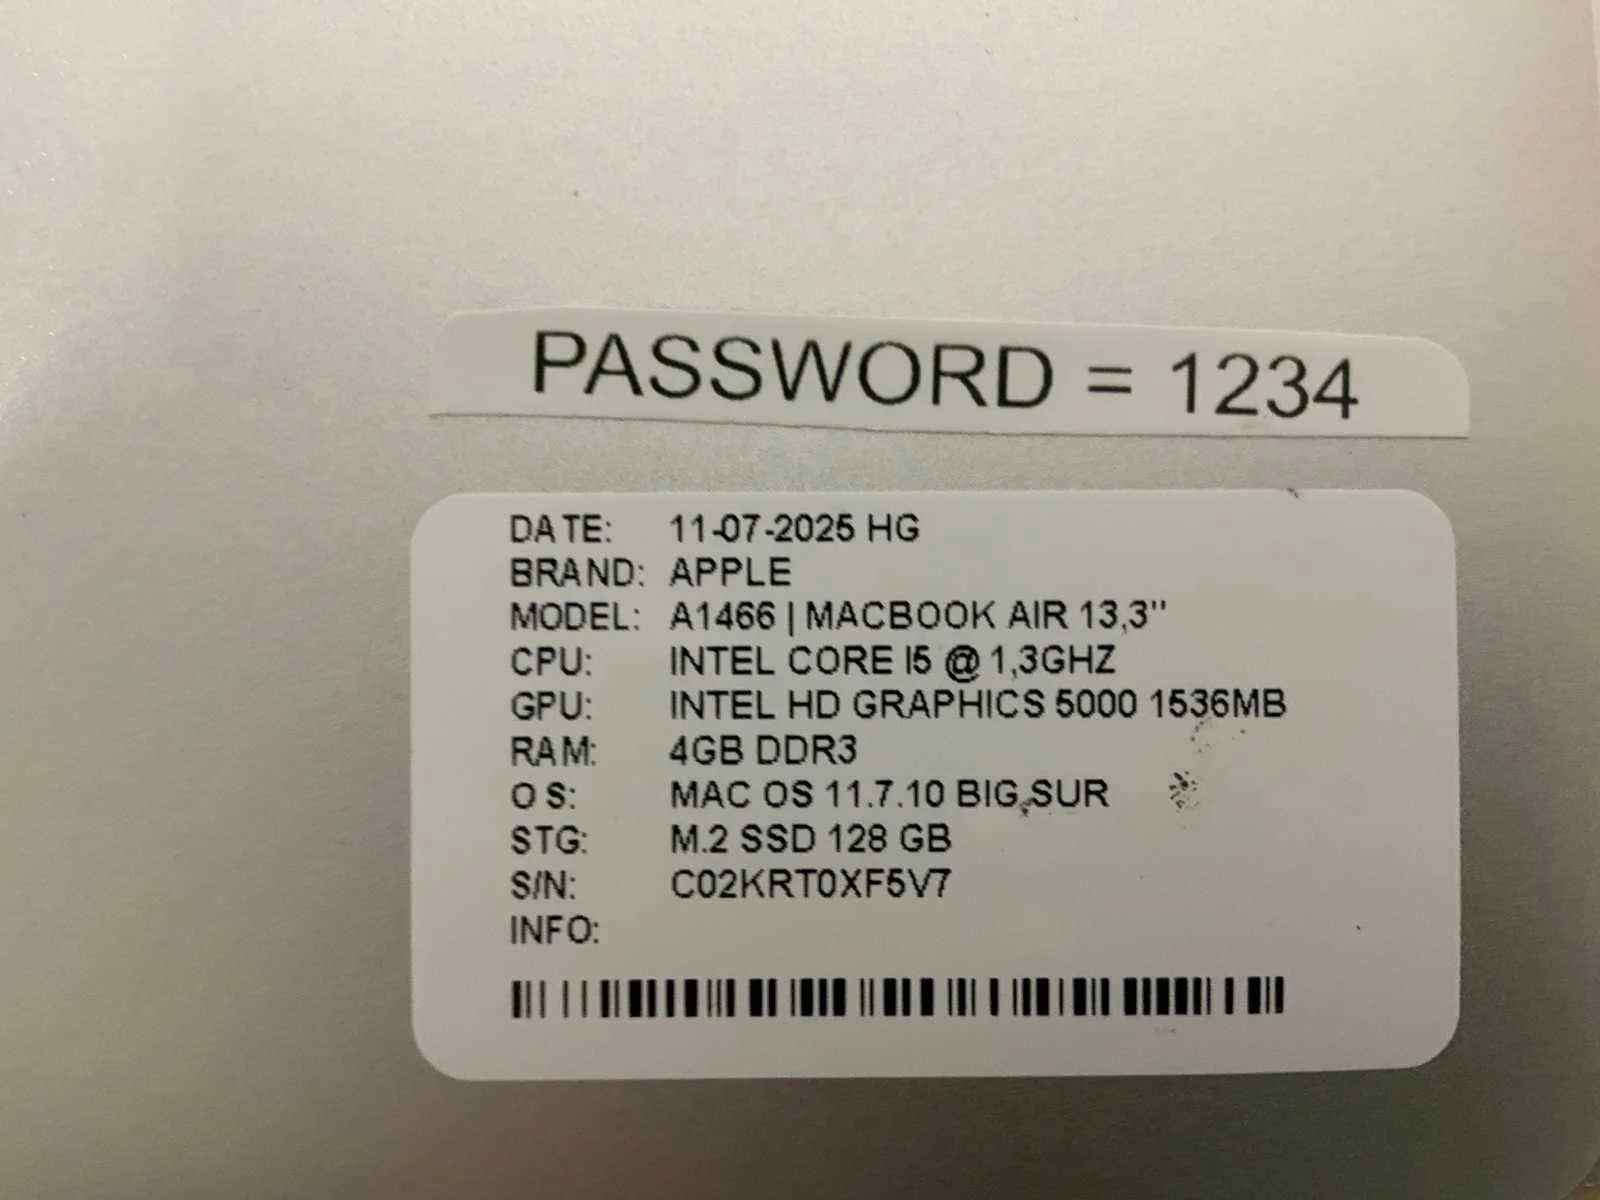 PASSWORD = 1234
DATE: 11-07-2025 HG
BRAND: APPLE
MODEL: A1466 | MACBOOK AIR 13,3"
CPU: INTEL CORE I5 @ 1,3GHZ
GPU: INTEL HD GRAPHICS 5000 1536MB
RAM: 4GB DDR3
OS: MAC OS 11.7.10 BIG SUR
STG: M.2 SSD 128 GB
S/N: C02KRT0XF5V7
INFO: